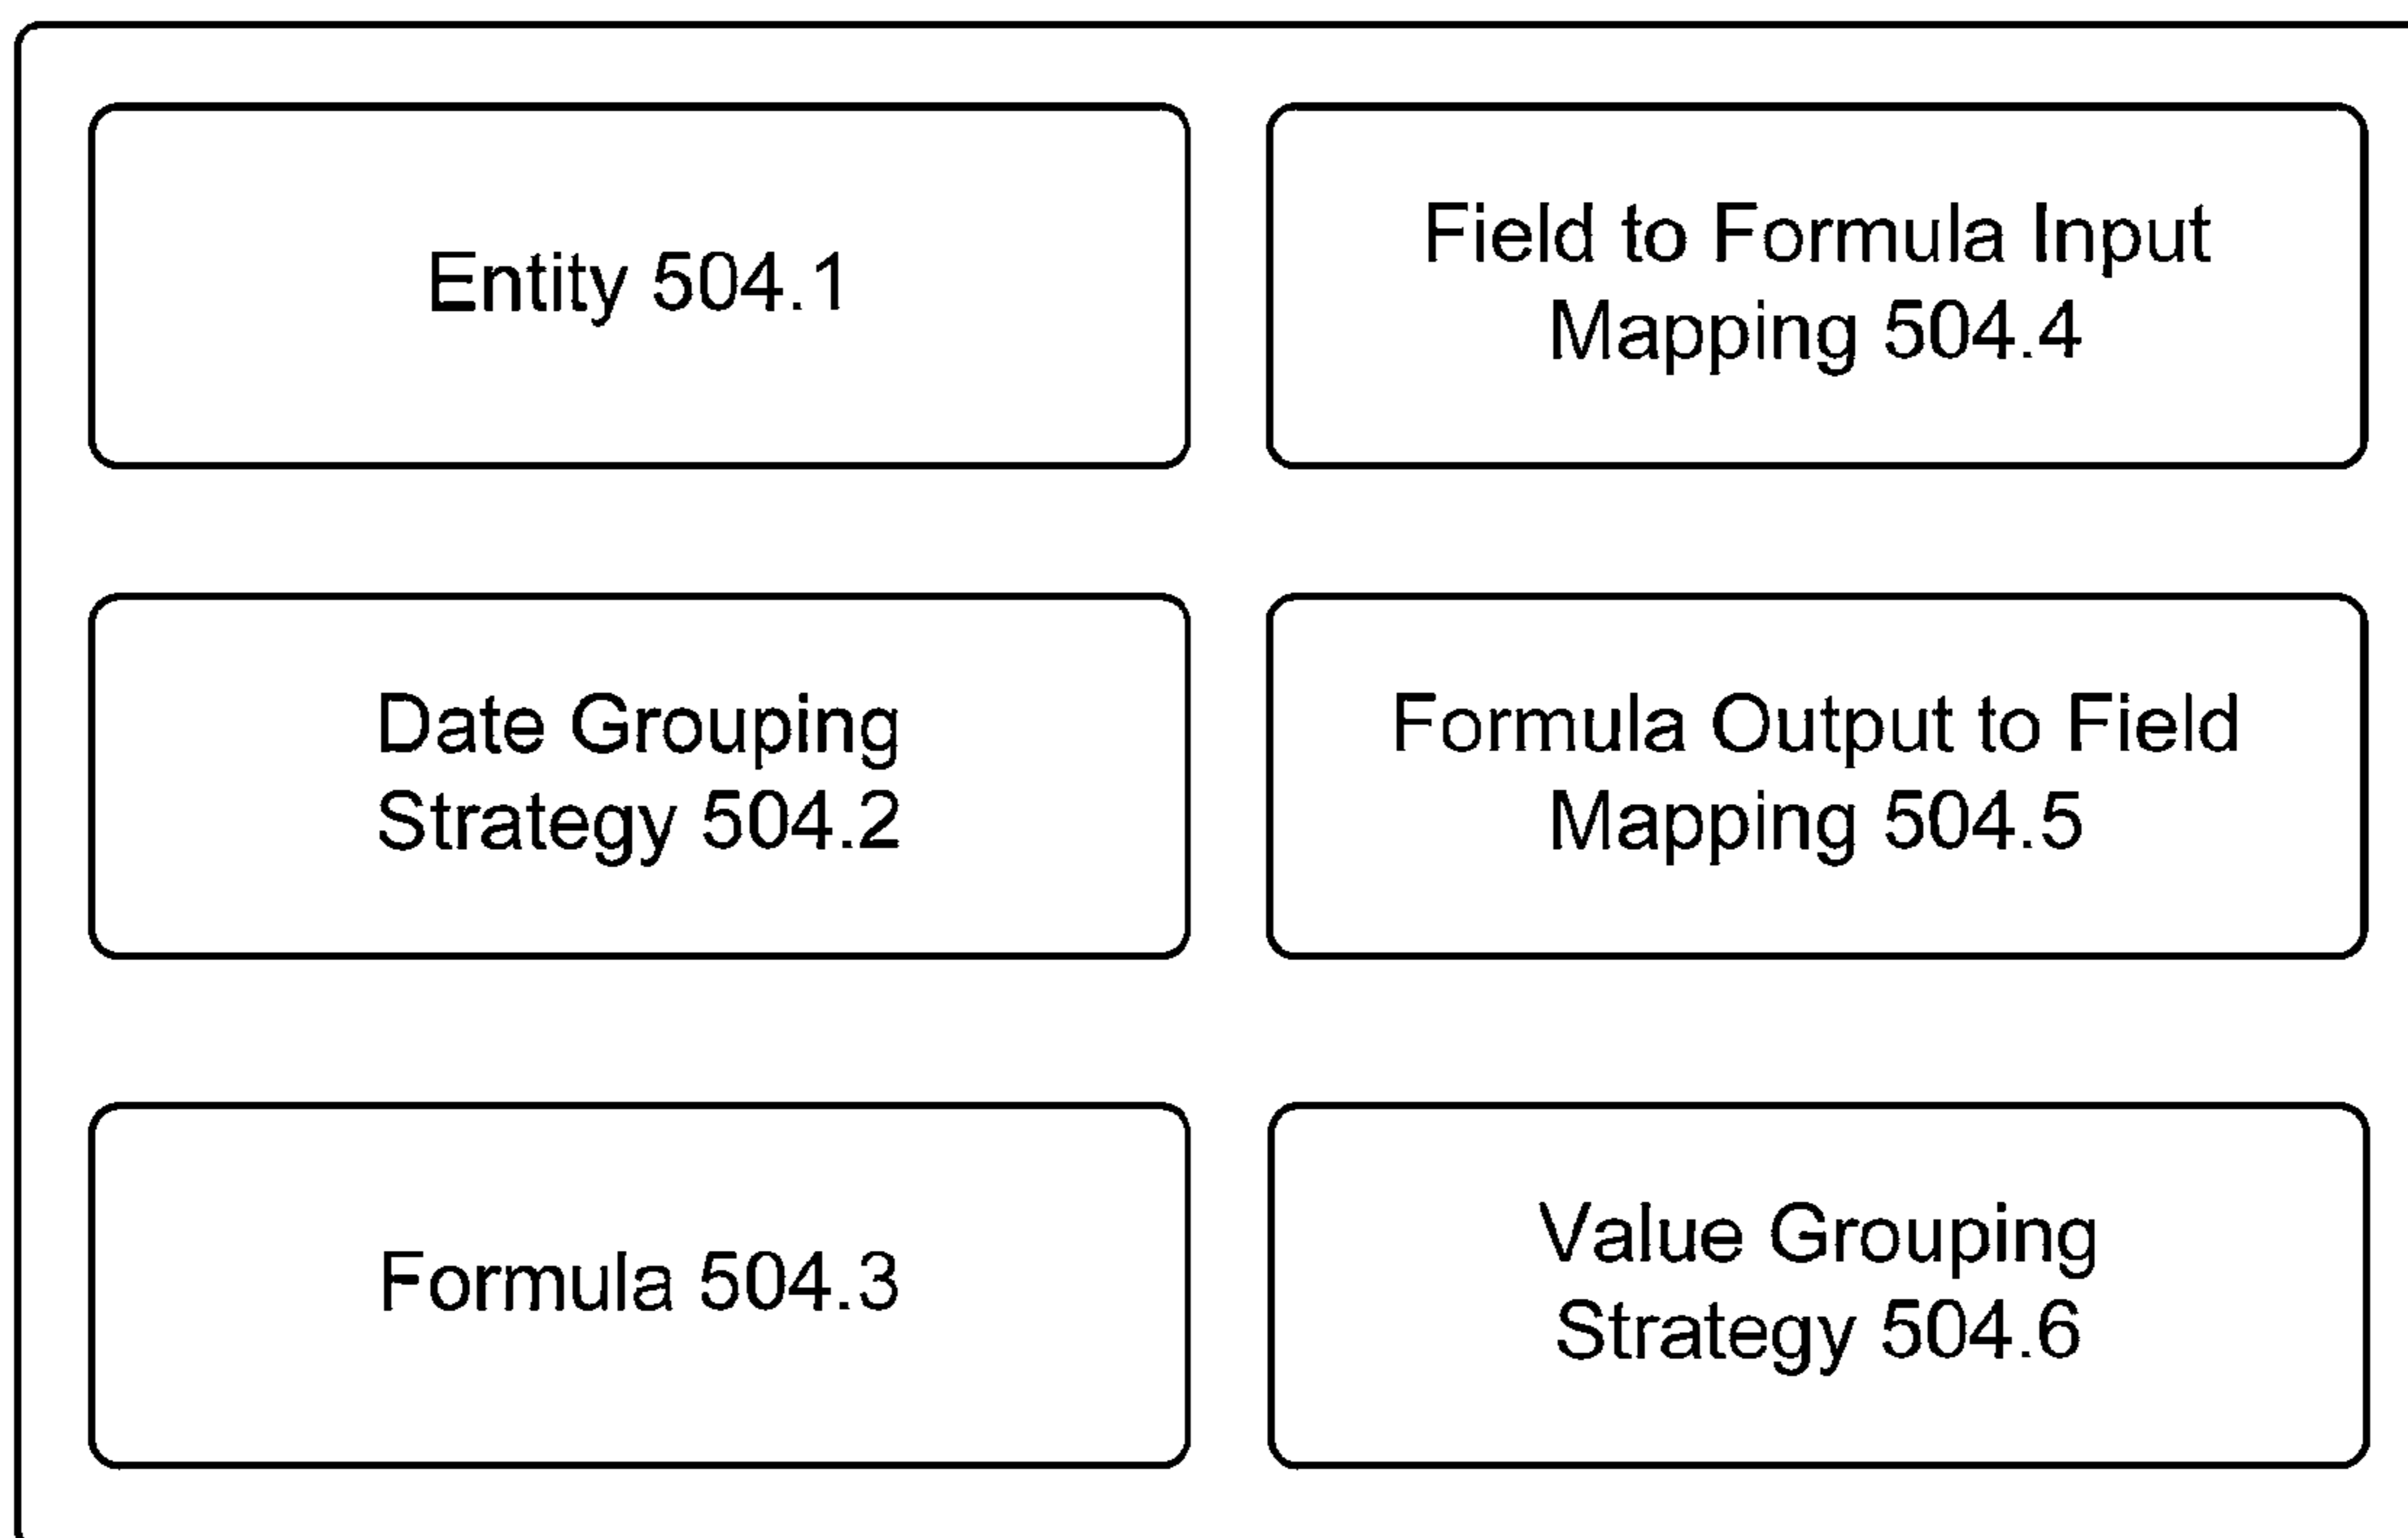 Entity 504.1
Field to Formula Input
Mapping 504.4
Date Grouping
Strategy 504.2
Formula Output to Field
Mapping 504.5
Formula 504.3
Value Grouping
Strategy 504.6